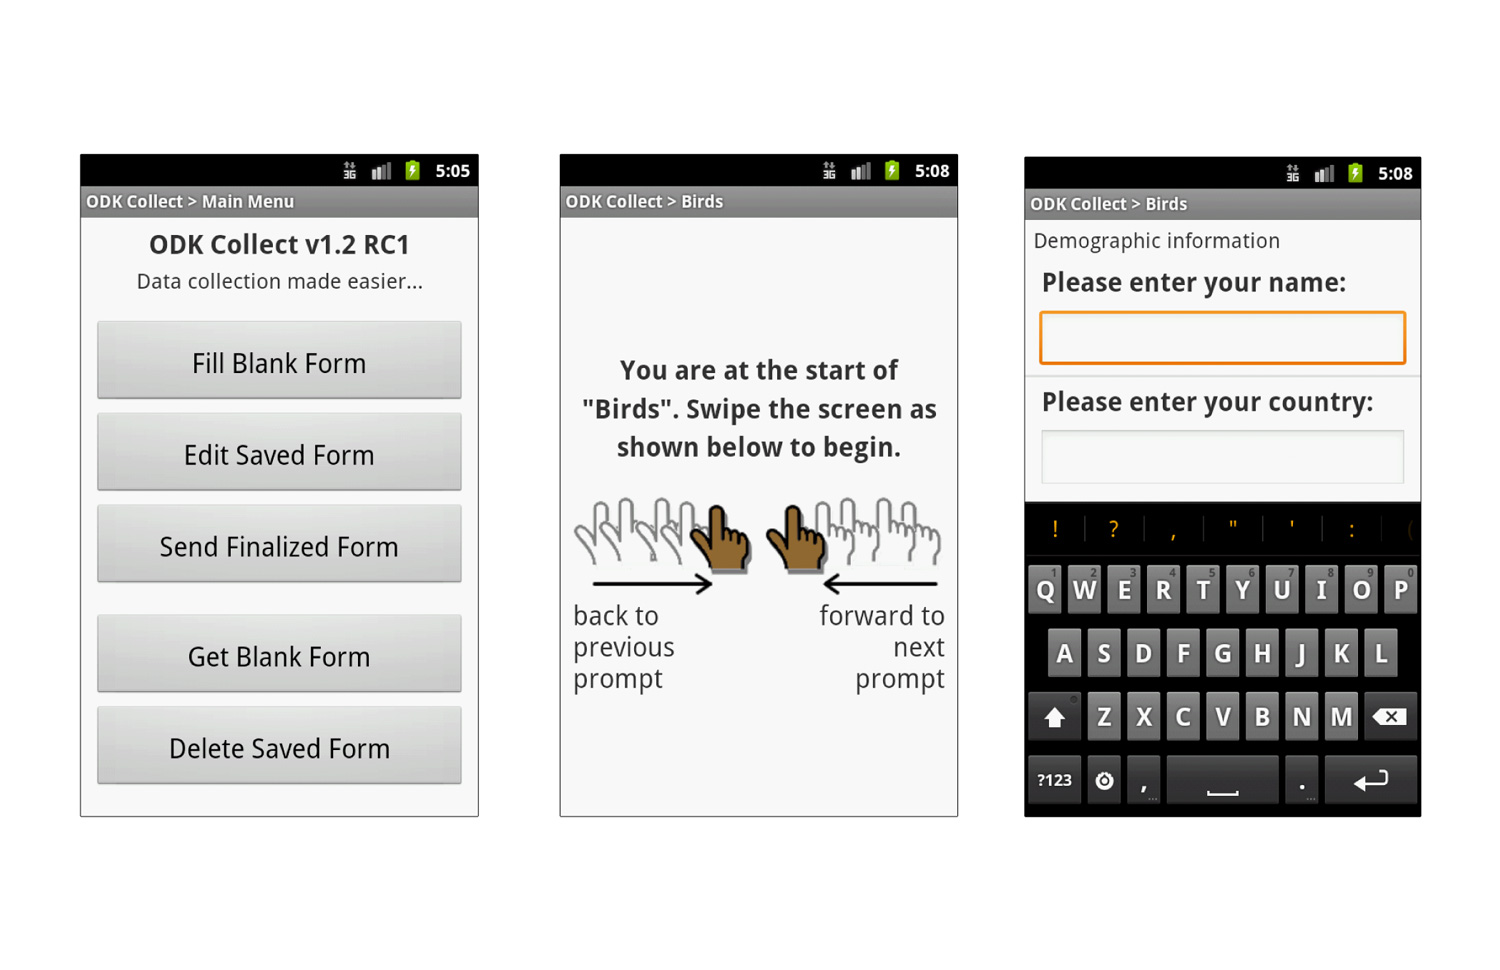 3G 5:05
ODK Collect > Main Menu
ODK Collect v1.2 RC1
Data collection made easier...
Fill Blank Form
Edit Saved Form
Send Finalized Form
Get Blank Form
Delete Saved Form
3G 5:08
ODK Collect > Birds
You are at the start of
"Birds". Swipe the screen as
shown below to begin.
back to
previous
prompt
forward to
next
prompt
3G 5:08
ODK Collect > Birds
Demographic information
Please enter your name:
Please enter your country:
! ? , " ' : (
1 2 3 4 5 6 7 8 9 0
Q W E R T Y U I O P
A S D F G H J K L
Z X C V B N M
?123 , ... . ...